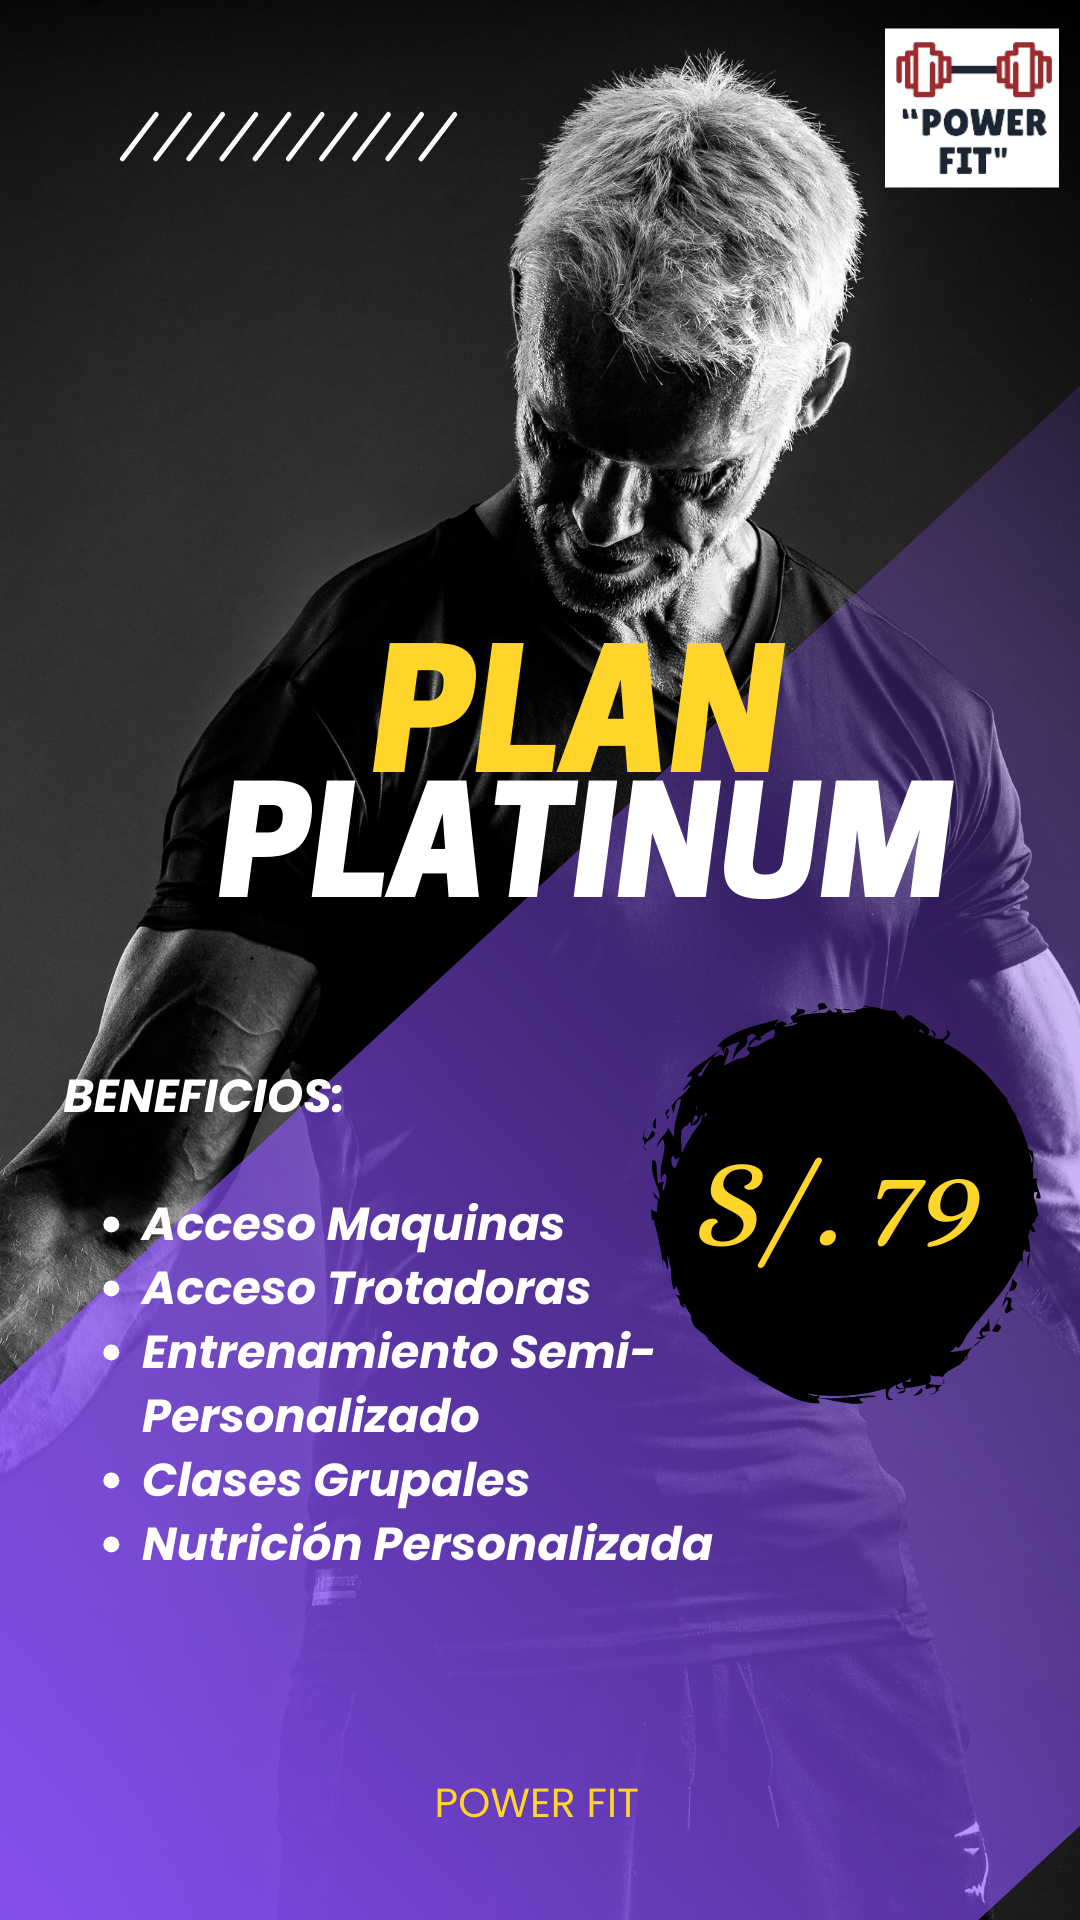 “POWER
FIT"
PLAN
PLATINUM
BENEFICIOS:
S/. 79
• Acceso Maquinas
• Acceso Trotadoras
• Entrenamiento Semi-
Personalizado
• Clases Grupales
• Nutrición Personalizada
POWER FIT